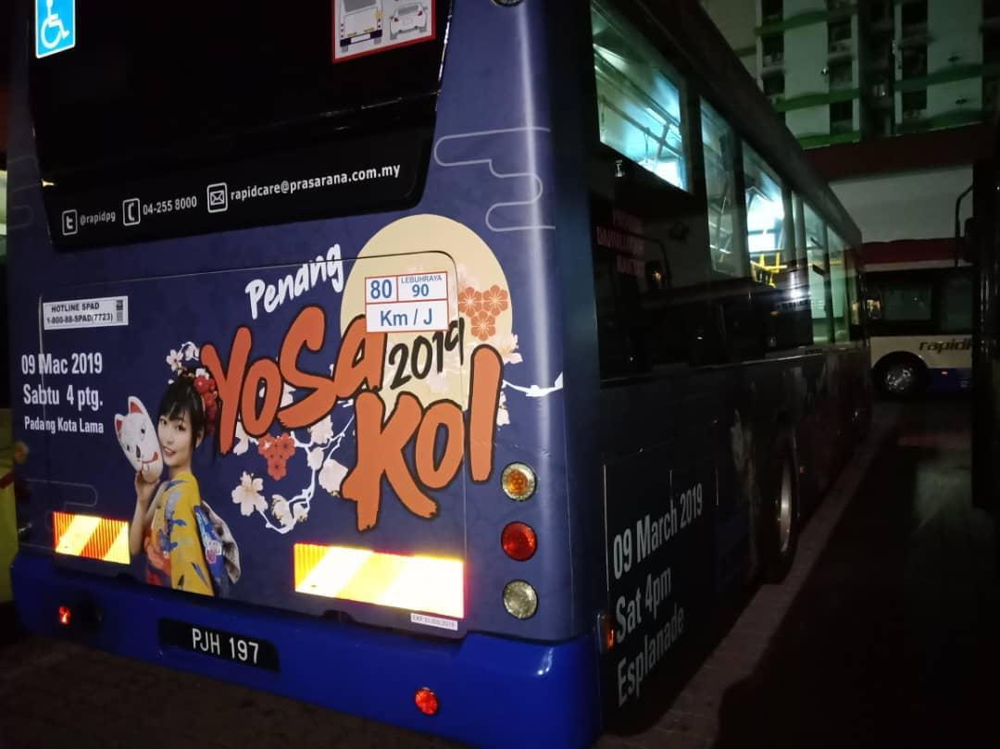 @rapidpg
04-255 8000
rapidcare@prasarana.com.my
HOTLINE SPAD
1-800-88-SPAD(7723)
Penang
80
LEBUHRAYA
90
Km / J
YOSA
2019
KOI
09 Mac 2019
Sabtu 4 ptg.
Padang Kota Lama
PJH 197
09 March 2019
Sat 4pm
Esplanade